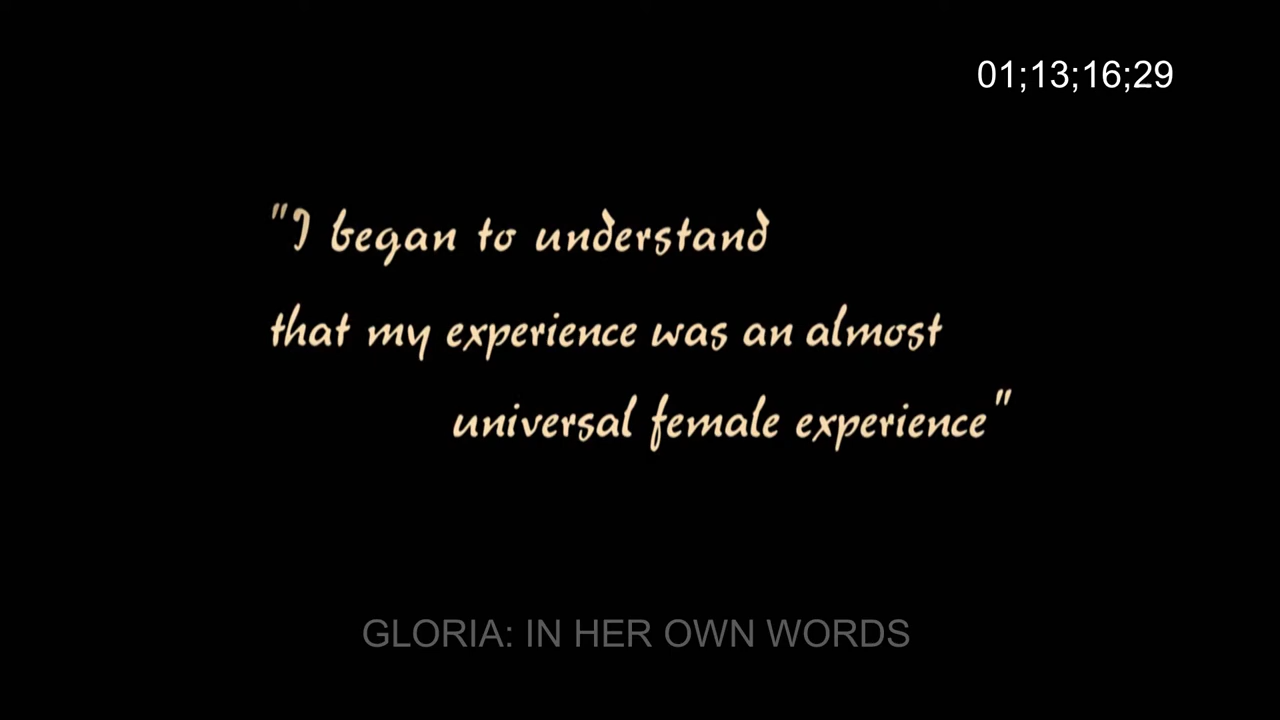 01;13;16;29
"I began to understand
that my experience was an almost
universal female experience"
GLORIA: IN HER OWN WORDS